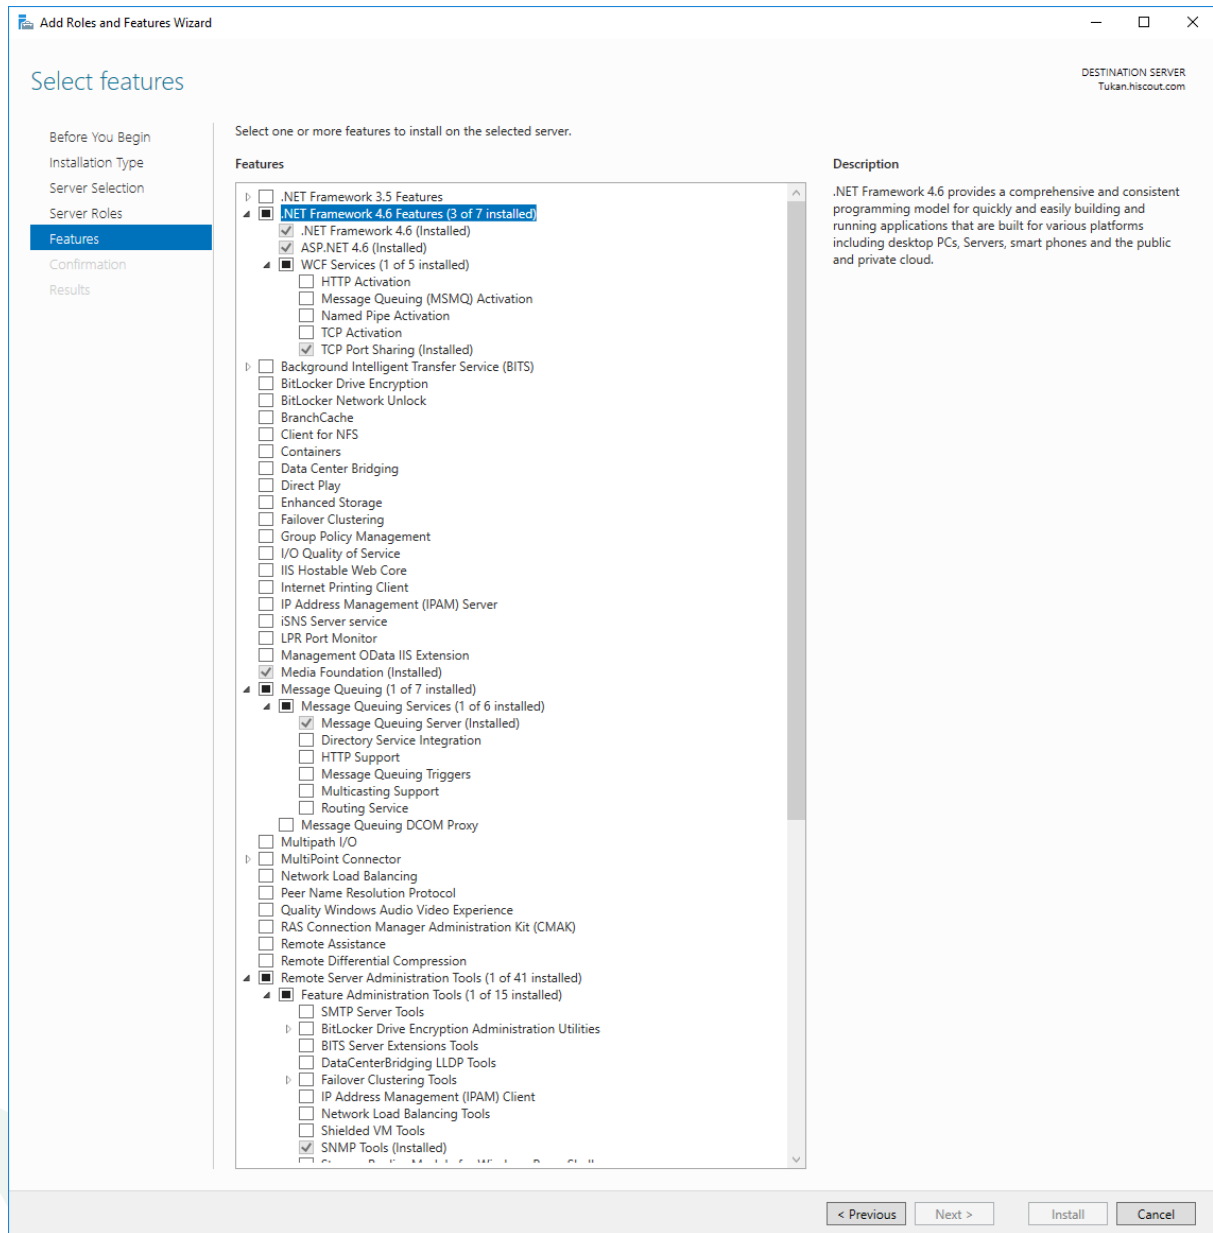 Add Roles and Features Wizard
Select features
DESTINATION SERVER
Tukan.hiscout.com
Before You Begin
Installation Type
Server Selection
Server Roles
Features
Confirmation
Results
Select one or more features to install on the selected server.
Features
.NET Framework 3.5 Features
.NET Framework 4.6 Features (3 of 7 installed)
.NET Framework 4.6 (Installed)
ASP.NET 4.6 (Installed)
WCF Services (1 of 5 installed)
HTTP Activation
Message Queuing (MSMQ) Activation
Named Pipe Activation
TCP Activation
TCP Port Sharing (Installed)
Background Intelligent Transfer Service (BITS)
BitLocker Drive Encryption
BitLocker Network Unlock
BranchCache
Client for NFS
Containers
Data Center Bridging
Direct Play
Enhanced Storage
Failover Clustering
Group Policy Management
I/O Quality of Service
IIS Hostable Web Core
Internet Printing Client
IP Address Management (IPAM) Server
iSNS Server service
LPR Port Monitor
Management OData IIS Extension
Media Foundation (Installed)
Message Queuing (1 of 7 installed)
Message Queuing Services (1 of 6 installed)
Message Queuing Server (Installed)
Directory Service Integration
HTTP Support
Message Queuing Triggers
Multicasting Support
Routing Service
Message Queuing DCOM Proxy
Multipath I/O
MultiPoint Connector
Network Load Balancing
Peer Name Resolution Protocol
Quality Windows Audio Video Experience
RAS Connection Manager Administration Kit (CMAK)
Remote Assistance
Remote Differential Compression
Remote Server Administration Tools (1 of 41 installed)
Feature Administration Tools (1 of 15 installed)
SMTP Server Tools
BitLocker Drive Encryption Administration Utilities
BITS Server Extensions Tools
DataCenterBridging LLDP Tools
Failover Clustering Tools
IP Address Management (IPAM) Client
Network Load Balancing Tools
Shielded VM Tools
SNMP Tools (Installed)
Description
.NET Framework 4.6 provides a comprehensive and consistent
programming model for quickly and easily building and
running applications that are built for various platforms
including desktop PCs, Servers, smart phones and the public
and private cloud.
< Previous
Next >
Install
Cancel